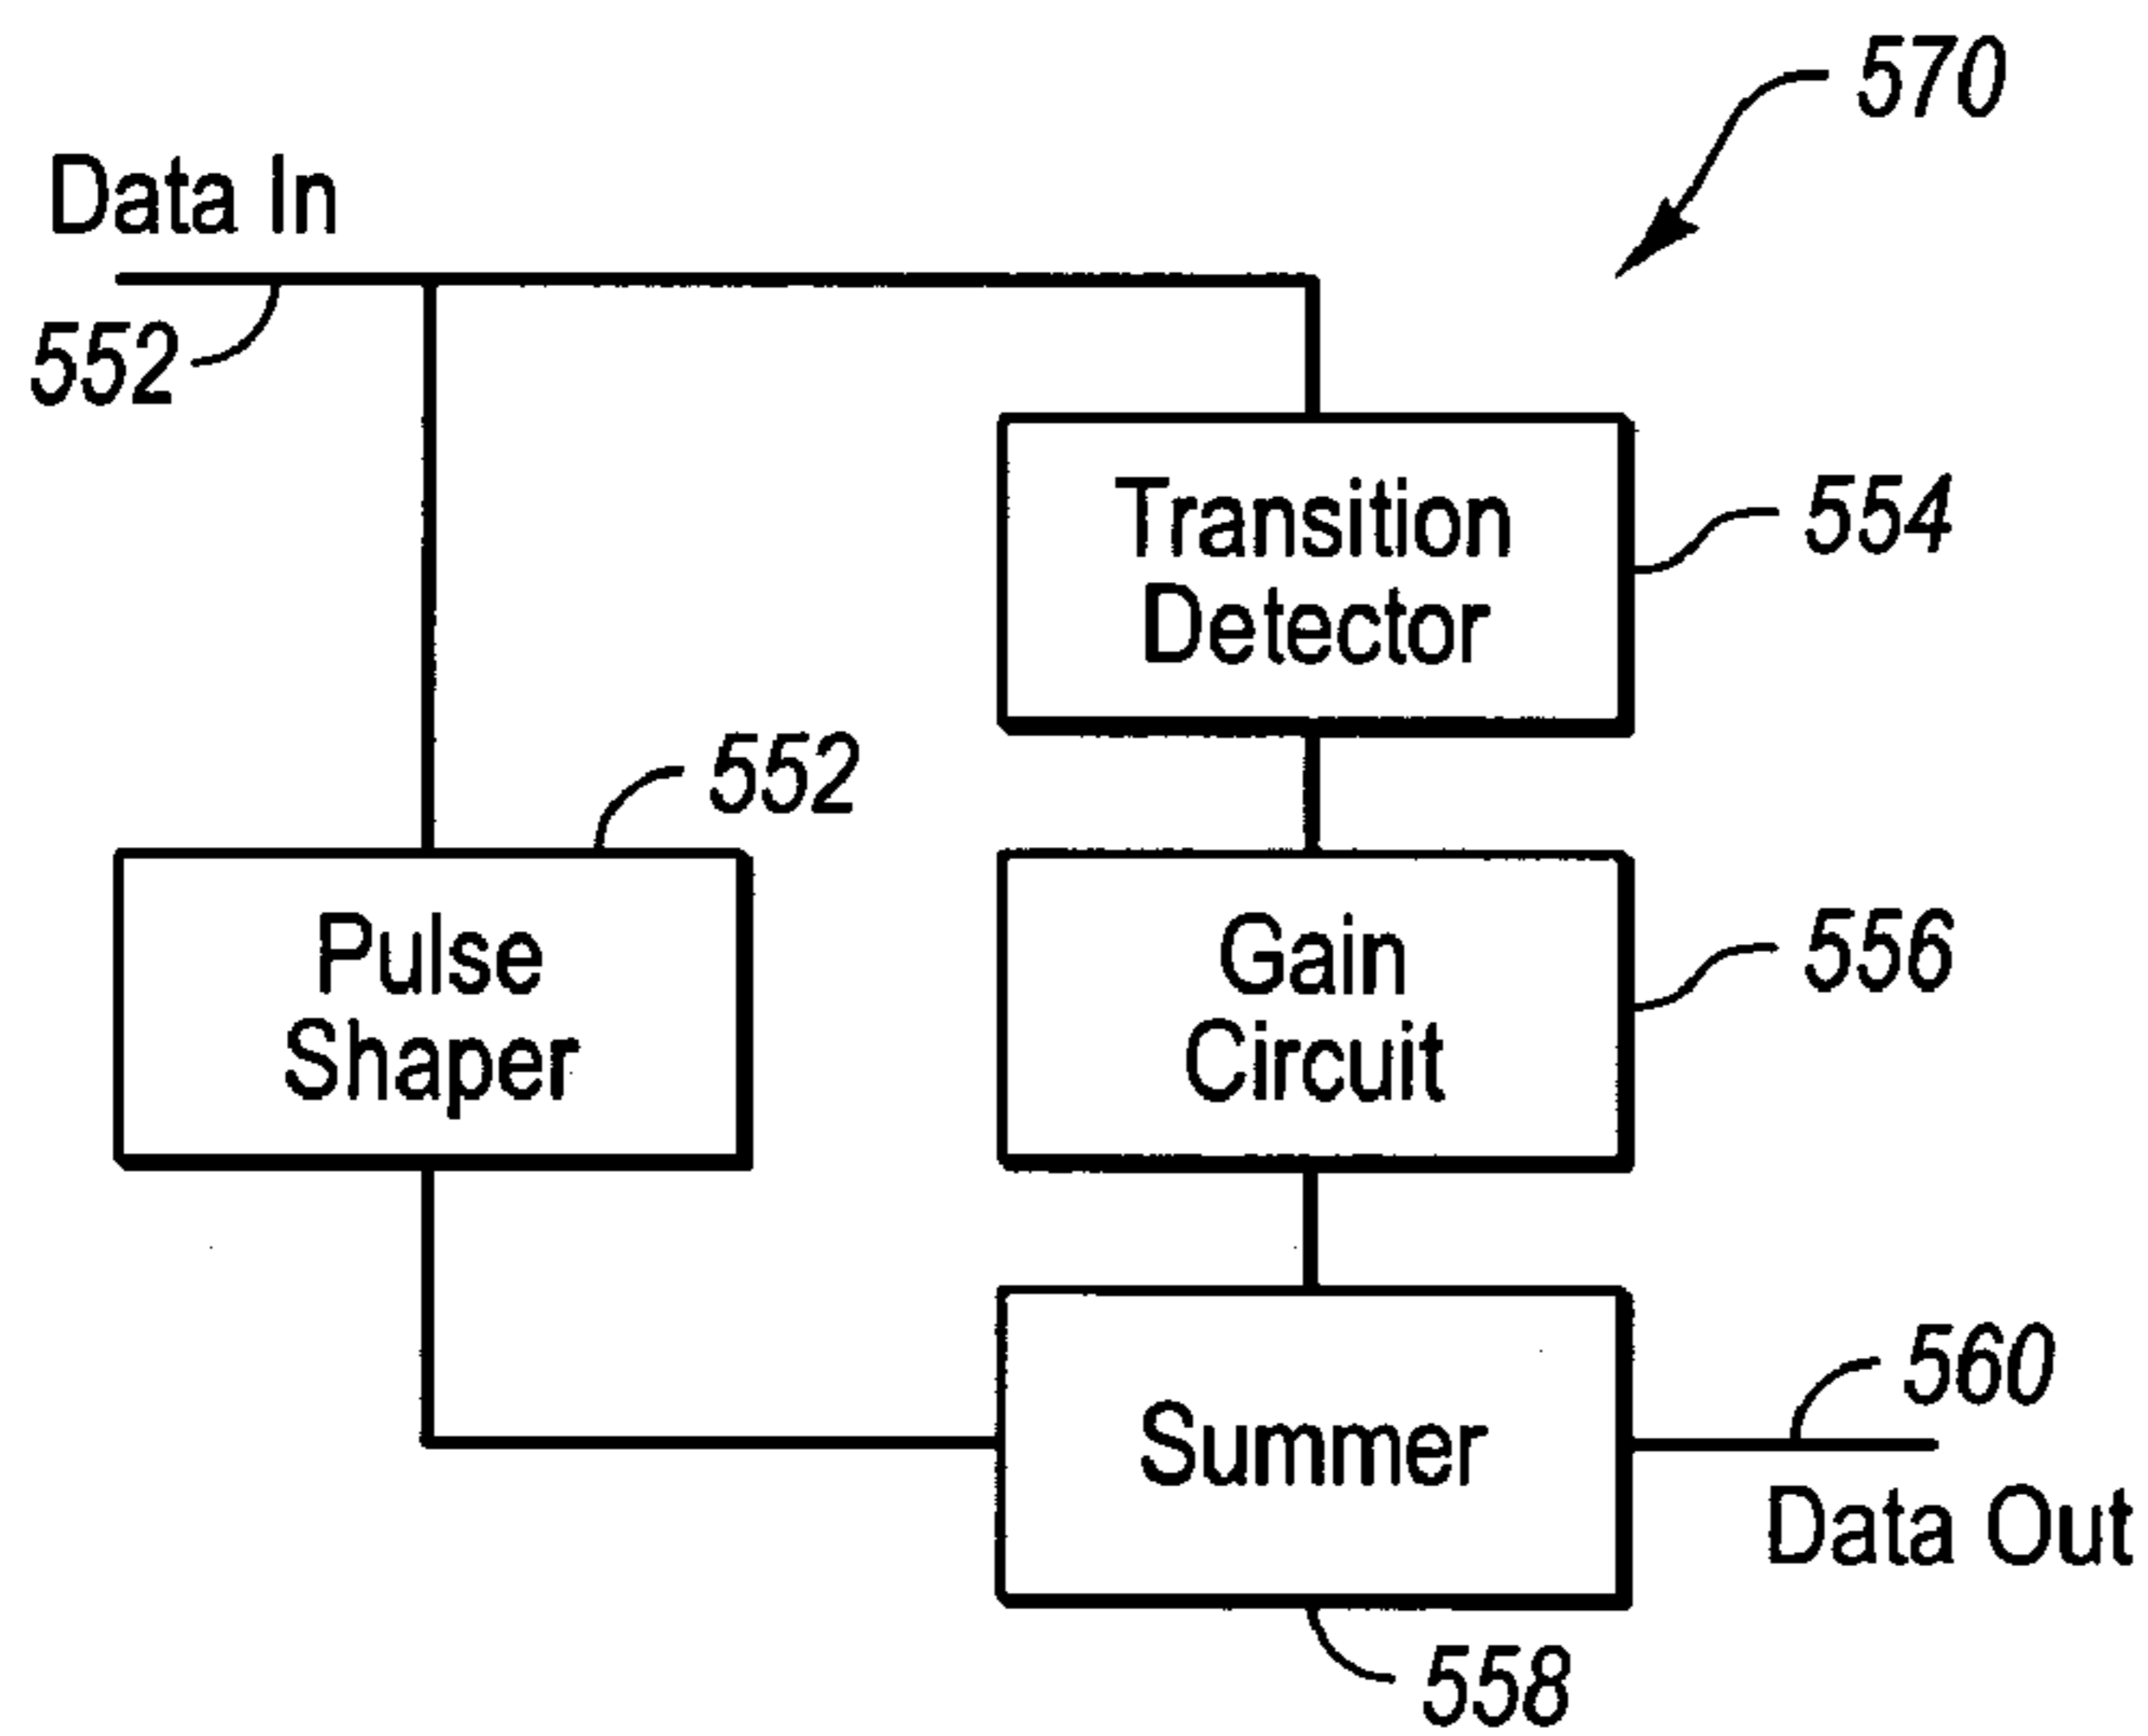 570
Data In
552
Transition
Detector
554
552
Pulse
Shaper
Gain
Circuit
556
Summer
560
Data Out
558